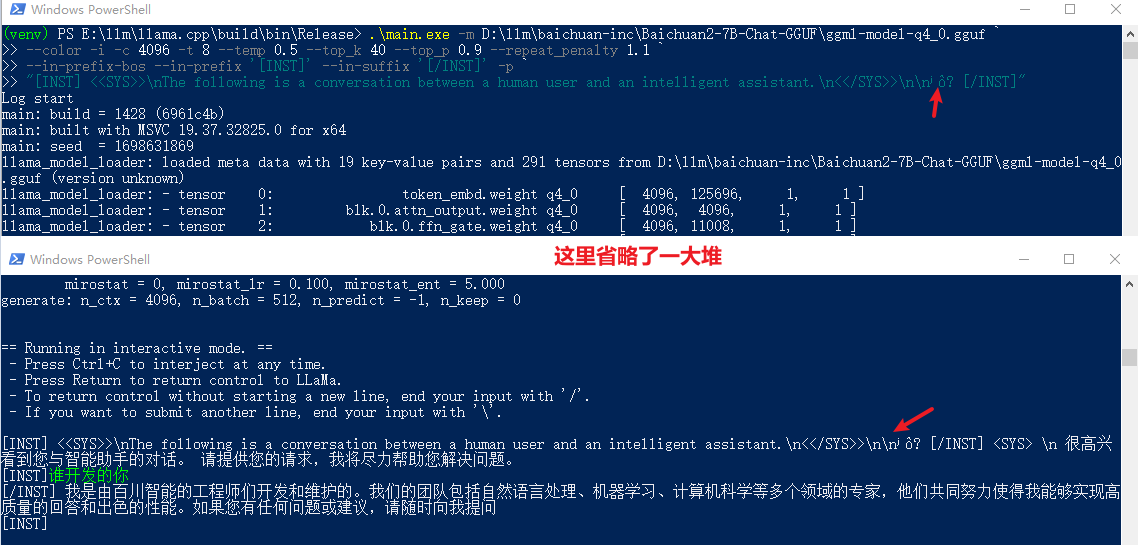 Windows PowerShell
(venv) PS E:\llm\llama.cpp\build\bin\Release> .\main.exe -m D:\llm\baichuan-inc\Baichuan2-7B-Chat-GGUF\ggml-model-q4_0.gguf `
>> --color -i -c 4096 -t 8 --temp 0.5 --top_k 40 --top_p 0.9 --repeat_penalty 1.1 `
>> --in-prefix-bos --in-prefix '[INST]' --in-suffix '[/INST]' -p `
>> "[INST] <<SYS>>\nThe following is a conversation between a human user and an intelligent assistant.\n<</SYS>>\n\n ô? [/INST]"
Log start
main: build = 1428 (6961c4b)
main: built with MSVC 19.37.32825.0 for x64
main: seed  = 1698631869
llama_model_loader: loaded meta data with 19 key-value pairs and 291 tensors from D:\llm\baichuan-inc\Baichuan2-7B-Chat-GGUF\ggml-model-q4_0
.gguf (version unknown)
llama_model_loader: - tensor    0:                token_embd.weight q4_0     [  4096, 125696,     1,     1 ]
llama_model_loader: - tensor    1:           blk.0.attn_output.weight q4_0     [  4096,  4096,     1,     1 ]
llama_model_loader: - tensor    2:              blk.0.ffn_gate.weight q4_0     [  4096, 11008,     1,     1 ]
这里省略了一大堆
Windows PowerShell
mirostat = 0, mirostat_lr = 0.100, mirostat_ent = 5.000
generate: n_ctx = 4096, n_batch = 512, n_predict = -1, n_keep = 0
== Running in interactive mode. ==
- Press Ctrl+C to interject at any time.
- Press Return to return control to LLaMa.
- To return control without starting a new line, end your input with '/'.
- If you want to submit another line, end your input with '\'.
[INST] <<SYS>>\nThe following is a conversation between a human user and an intelligent assistant.\n<</SYS>>\n\n ô? [/INST] <SYS> \n 很高兴
看到您与智能助手的对话。 请提供您的请求，我将尽力帮助您解决问题。
[INST]谁开发的你
[/INST] 我是由百川智能的工程师们开发和维护的。我们的团队包括自然语言处理、机器学习、计算机科学等多个领域的专家，他们共同努力使得我能够实现高
质量的回答和出色的性能。如果您有任何问题或建议，请随时向我提问
[INST]